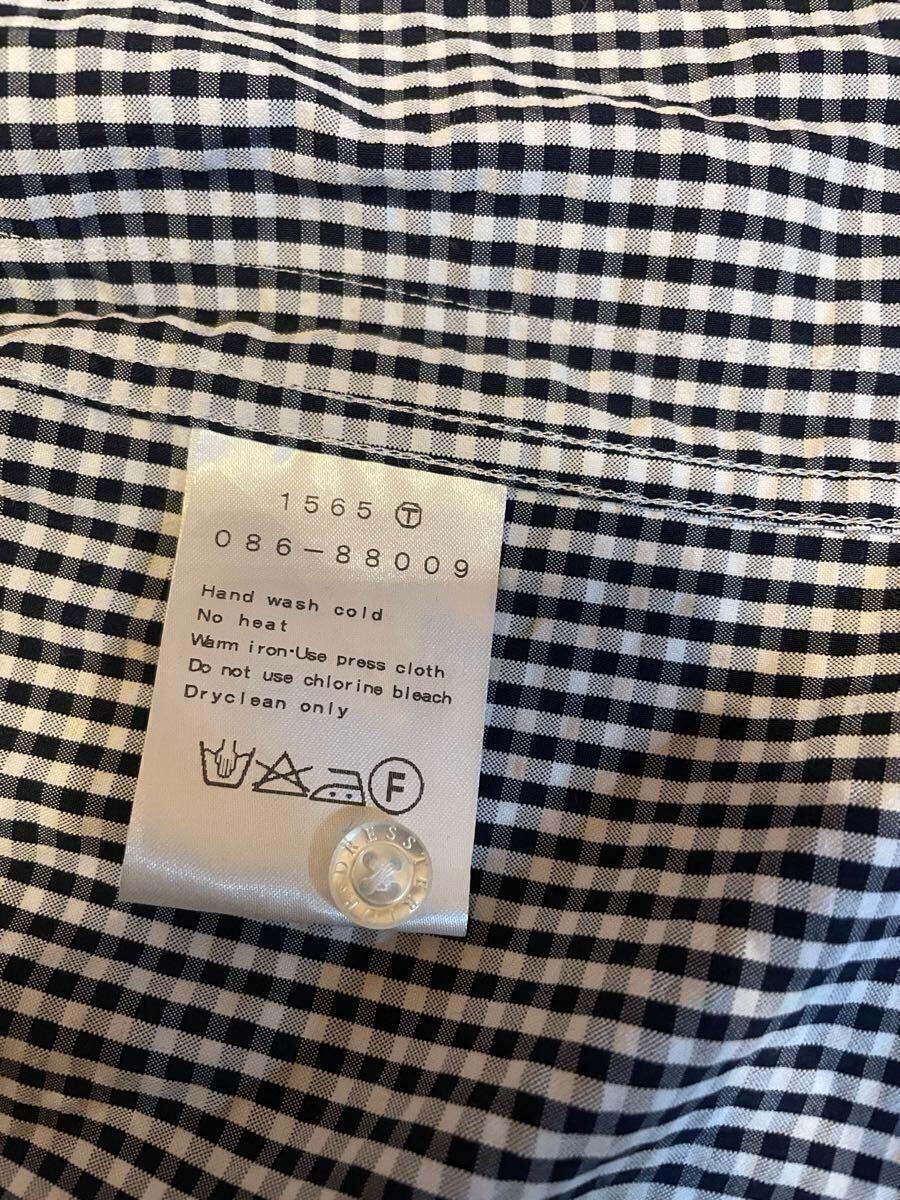 1565 Ⓣ
086-88009
Hand wash cold
No heat
Warm iron·Use press cloth
Do not use chlorine bleach
Dryclean only
F
DRESSTERIOR